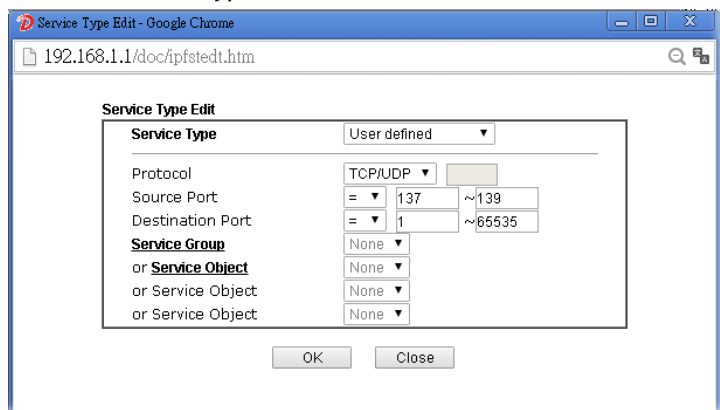 Service Type Edit - Google Chrome
192.168.1.1/doc/ipfstedt.htm
Service Type Edit
Service Type User defined
Protocol TCP/UDP
Source Port = 137 ~139
Destination Port = 1 ~65535
Service Group None
or Service Object None
or Service Object None
or Service Object None
OK Close